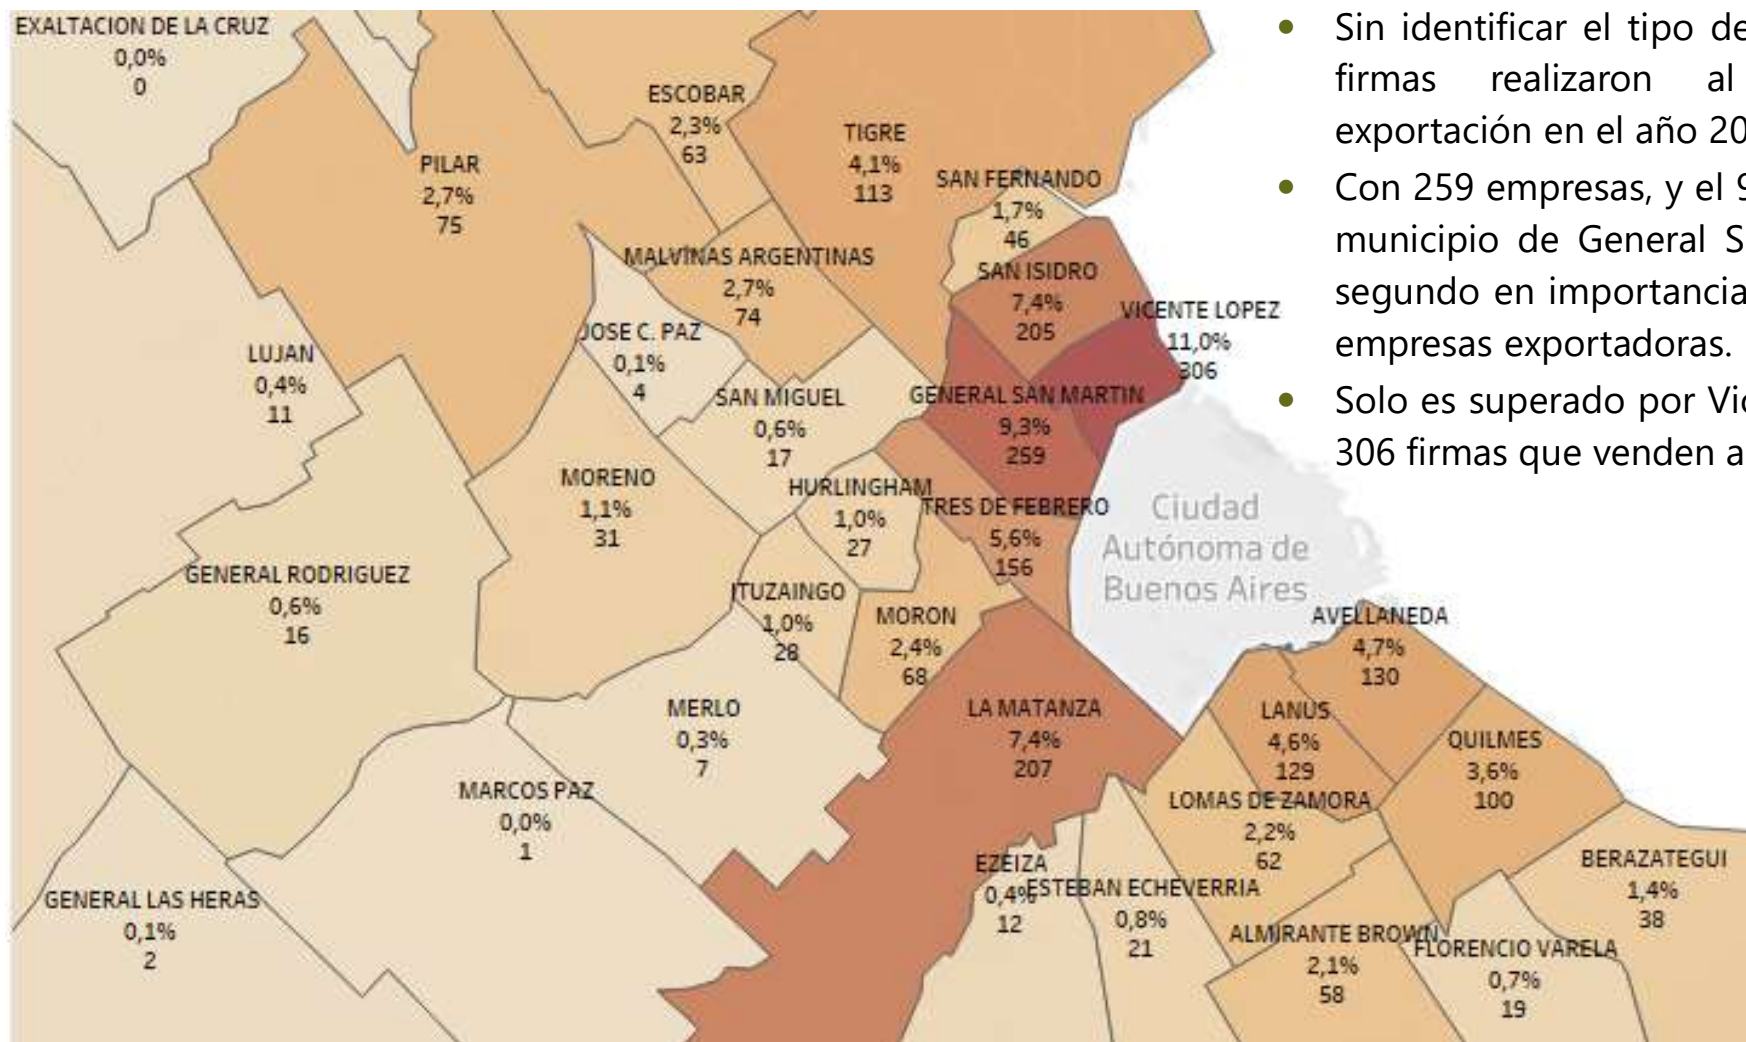 EXALTACION DE LA CRUZ
0,0%
0
ESCOBAR
2,3%
63
TIGRE
4,1%
113
PILAR
2,7%
75
SAN FERNANDO
1,7%
46
MALVINAS ARGENTINAS
2,7%
74
SAN ISIDRO
7,4%
205
VICENTE LOPEZ
11,0%
306
JOSE C. PAZ
0,1%
4
LUJAN
0,4%
11
SAN MIGUEL
0,6%
17
GENERAL SAN MARTIN
9,3%
259
MORENO
1,1%
31
HURLINGHAM
1,0%
27
TRES DE FEBRERO
5,6%
156
Ciudad
Autónoma de
Buenos Aires
GENERAL RODRIGUEZ
0,6%
16
ITUZAINGO
1,0%
28
MORON
2,4%
68
AVELLANEDA
4,7%
130
MERLO
0,3%
7
LA MATANZA
7,4%
207
LANUS
4,6%
129
QUILMES
3,6%
100
MARCOS PAZ
0,0%
1
LOMAS DE ZAMORA
2,2%
62
EZEIZA
0,4%
12
ESTEBAN ECHEVERRIA
0,8%
21
BERAZATEGUI
1,4%
38
GENERAL LAS HERAS
0,1%
2
ALMIRANTE BROWN
2,1%
58
FLORENCIO VARELA
0,7%
19
• Sin identificar el tipo de
firmas realizaron al
exportación en el año 20
• Con 259 empresas, y el 9
municipio de General S
segundo en importancia
empresas exportadoras.
• Solo es superado por Vic
306 firmas que venden a